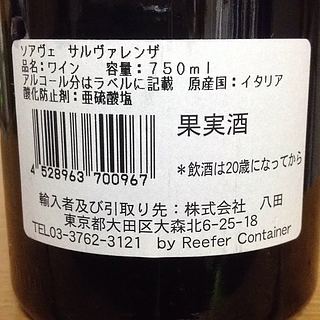 ソアヴェ サルヴァレンザ
品名:ワイン 容量:750ml
アルコール分はラベルに記載 原産国:イタリア
酸化防止剤:亜硫酸塩
果実酒
4 528963 700967
*飲酒は20歳になってから
輸入者及び引取り先:株式会社 八田
東京都大田区大森北6-25-18
TEL03-3762-3121 by Reefer Container